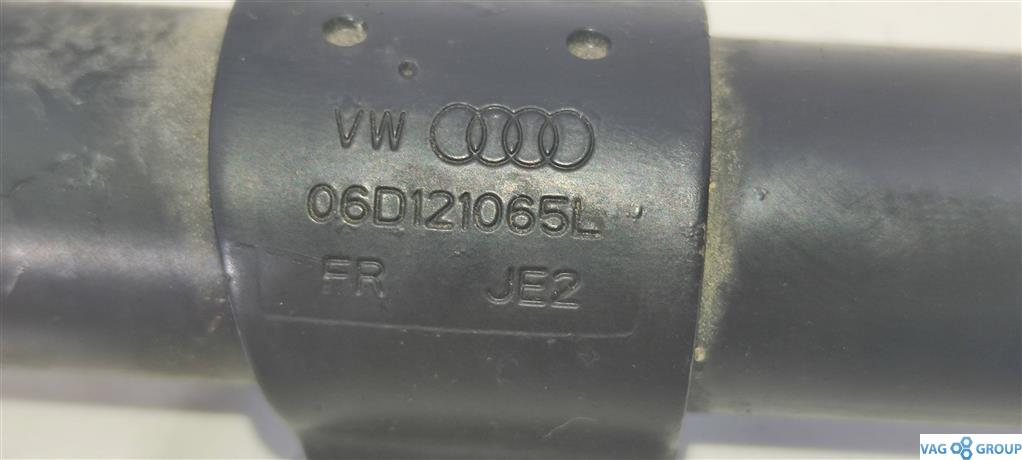 VW
06D121065L
FR JE2
VAG GROUP